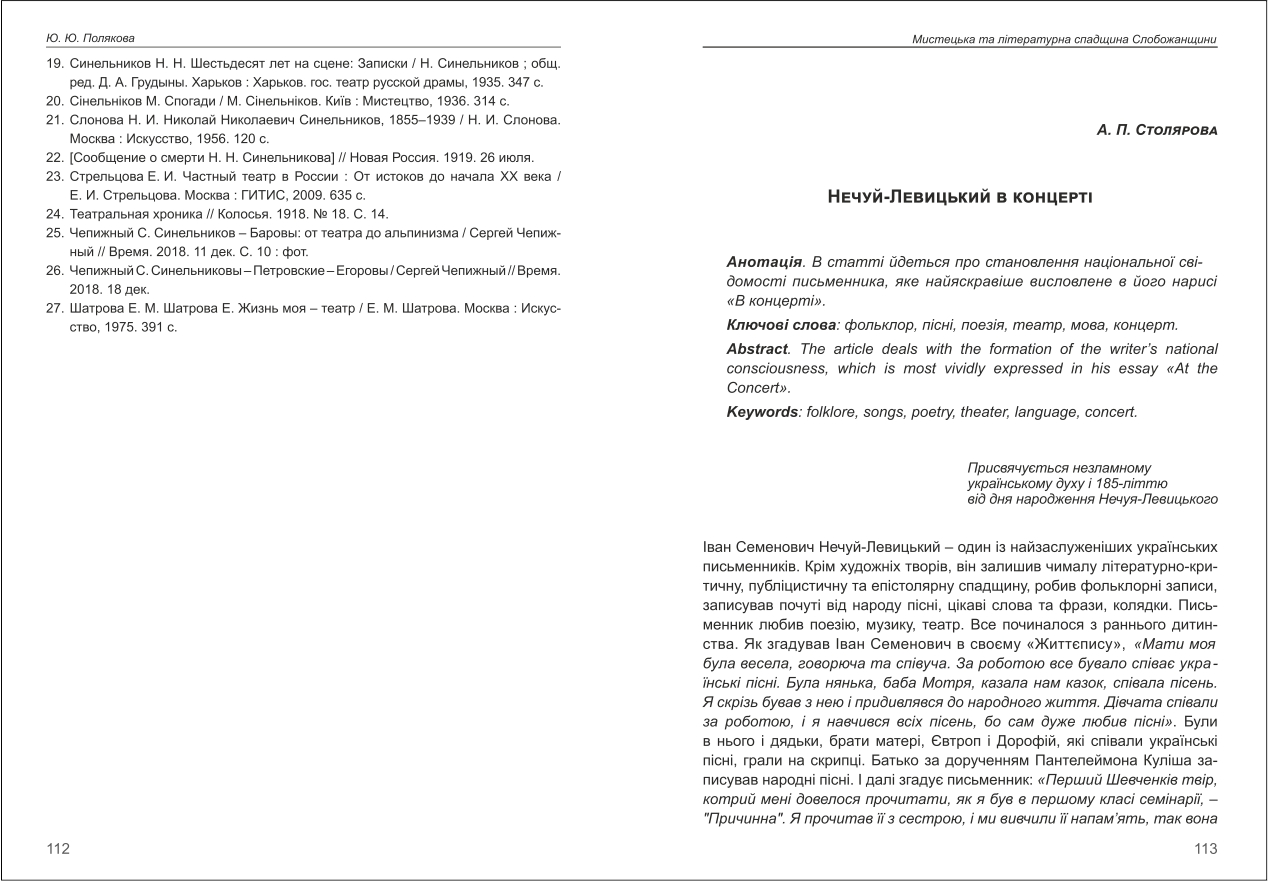 Ю. Ю. Полякова
19. Синельников Н. Н. Шестьдесят лет на сцене: Записки / Н. Синельников ; общ.
ред. Д. А. Грудыны. Харьков : Харьков. гос. театр русской драмы, 1935. 347 с.
20. Сінельніков М. Спогади / М. Сінельніков. Київ : Мистецтво, 1936. 314 с.
21. Слонова Н. И. Николай Николаевич Синельников, 1855–1939 / Н. И. Слонова.
Москва : Искусство, 1956. 120 с.
22. [Сообщение о смерти Н. Н. Синельникова] // Новая Россия. 1919. 26 июля.
23. Стрельцова Е. И. Частный театр в России : От истоков до начала XX века /
Е. И. Стрельцова. Москва : ГИТИС, 2009. 635 с.
24. Театральная хроника // Колосья. 1918. № 18. С. 14.
25. Чепижный С. Синельников – Баровы: от театра до альпинизма / Сергей Чепиж-
ный // Время. 2018. 11 дек. С. 10 : фот.
26. Чепижный С. Синельниковы – Петровские – Егоровы / Сергей Чепижный // Время.
2018. 18 дек.
27. Шатрова Е. М. Шатрова Е. Жизнь моя – театр / Е. М. Шатрова. Москва : Искус-
ство, 1975. 391 с.
112
Мистецька та літературна спадщина Слобожанщини
А. П. Столярова
Нечуй-Левицький в концерті
Анотація. В статті йдеться про становлення національної сві-
домості письменника, яке найяскравіше висловлене в його нарисі
«В концерті».
Ключові слова: фольклор, пісні, поезія, театр, мова, концерт.
Abstract. The article deals with the formation of the writer’s national
consciousness, which is most vividly expressed in his essay «At the
Concert».
Keywords: folklore, songs, poetry, theater, language, concert.
Присвячується незламному
українському духу і 185-літтю
від дня народження Нечуя-Левицького
Іван Семенович Нечуй-Левицький – один із найзаслуженіших українських
письменників. Крім художніх творів, він залишив чималу літературно-кри-
тичну, публіцистичну та епістолярну спадщину, робив фольклорні записи,
записував почуті від народу пісні, цікаві слова та фрази, колядки. Пись-
менник любив поезію, музику, театр. Все починалося з раннього дитин-
ства. Як згадував Іван Семенович в своєму «Життєпису», «Мати моя
була весела, говорюча та співуча. За роботою все бувало співає укра-
їнські пісні. Була нянька, баба Мотря, казала нам казок, співала пісень.
Я скрізь бував з нею і придивлявся до народного життя. Дівчата співали
за роботою, і я навчився всіх пісень, бо сам дуже любив пісні». Були
в нього і дядьки, брати матері, Євтроп і Дорофій, які співали українські
пісні, грали на скрипці. Батько за дорученням Пантелеймона Куліша за-
писував народні пісні. І далі згадує письменник: «Перший Шевченків твір,
котрий мені довелося прочитати, як я був в першому класі семінарії, –
"Причинна". Я прочитав її з сестрою, і ми вивчили її напам’ять, так вона
113